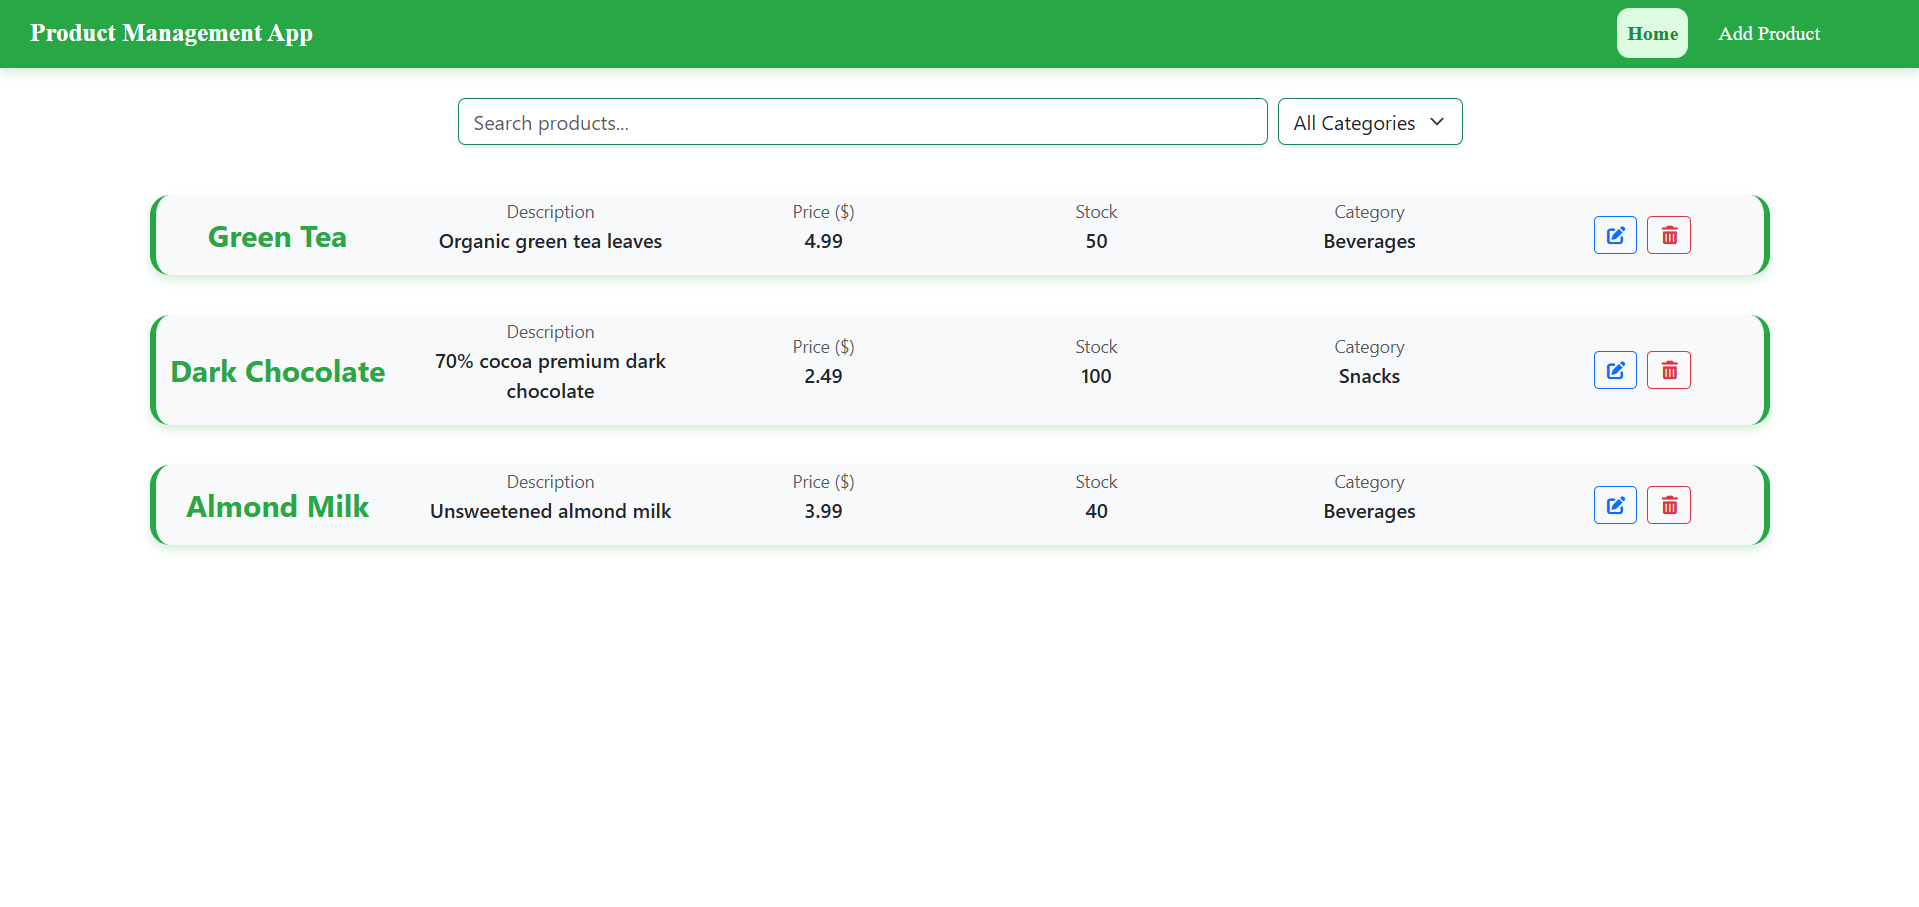 Product Management App
Home
Add Product
Search products...
All Categories
Green Tea
Description
Organic green tea leaves
Price ($)
4.99
Stock
50
Category
Beverages
Dark Chocolate
Description
70% cocoa premium dark
chocolate
Price ($)
2.49
Stock
100
Category
Snacks
Almond Milk
Description
Unsweetened almond milk
Price ($)
3.99
Stock
40
Category
Beverages